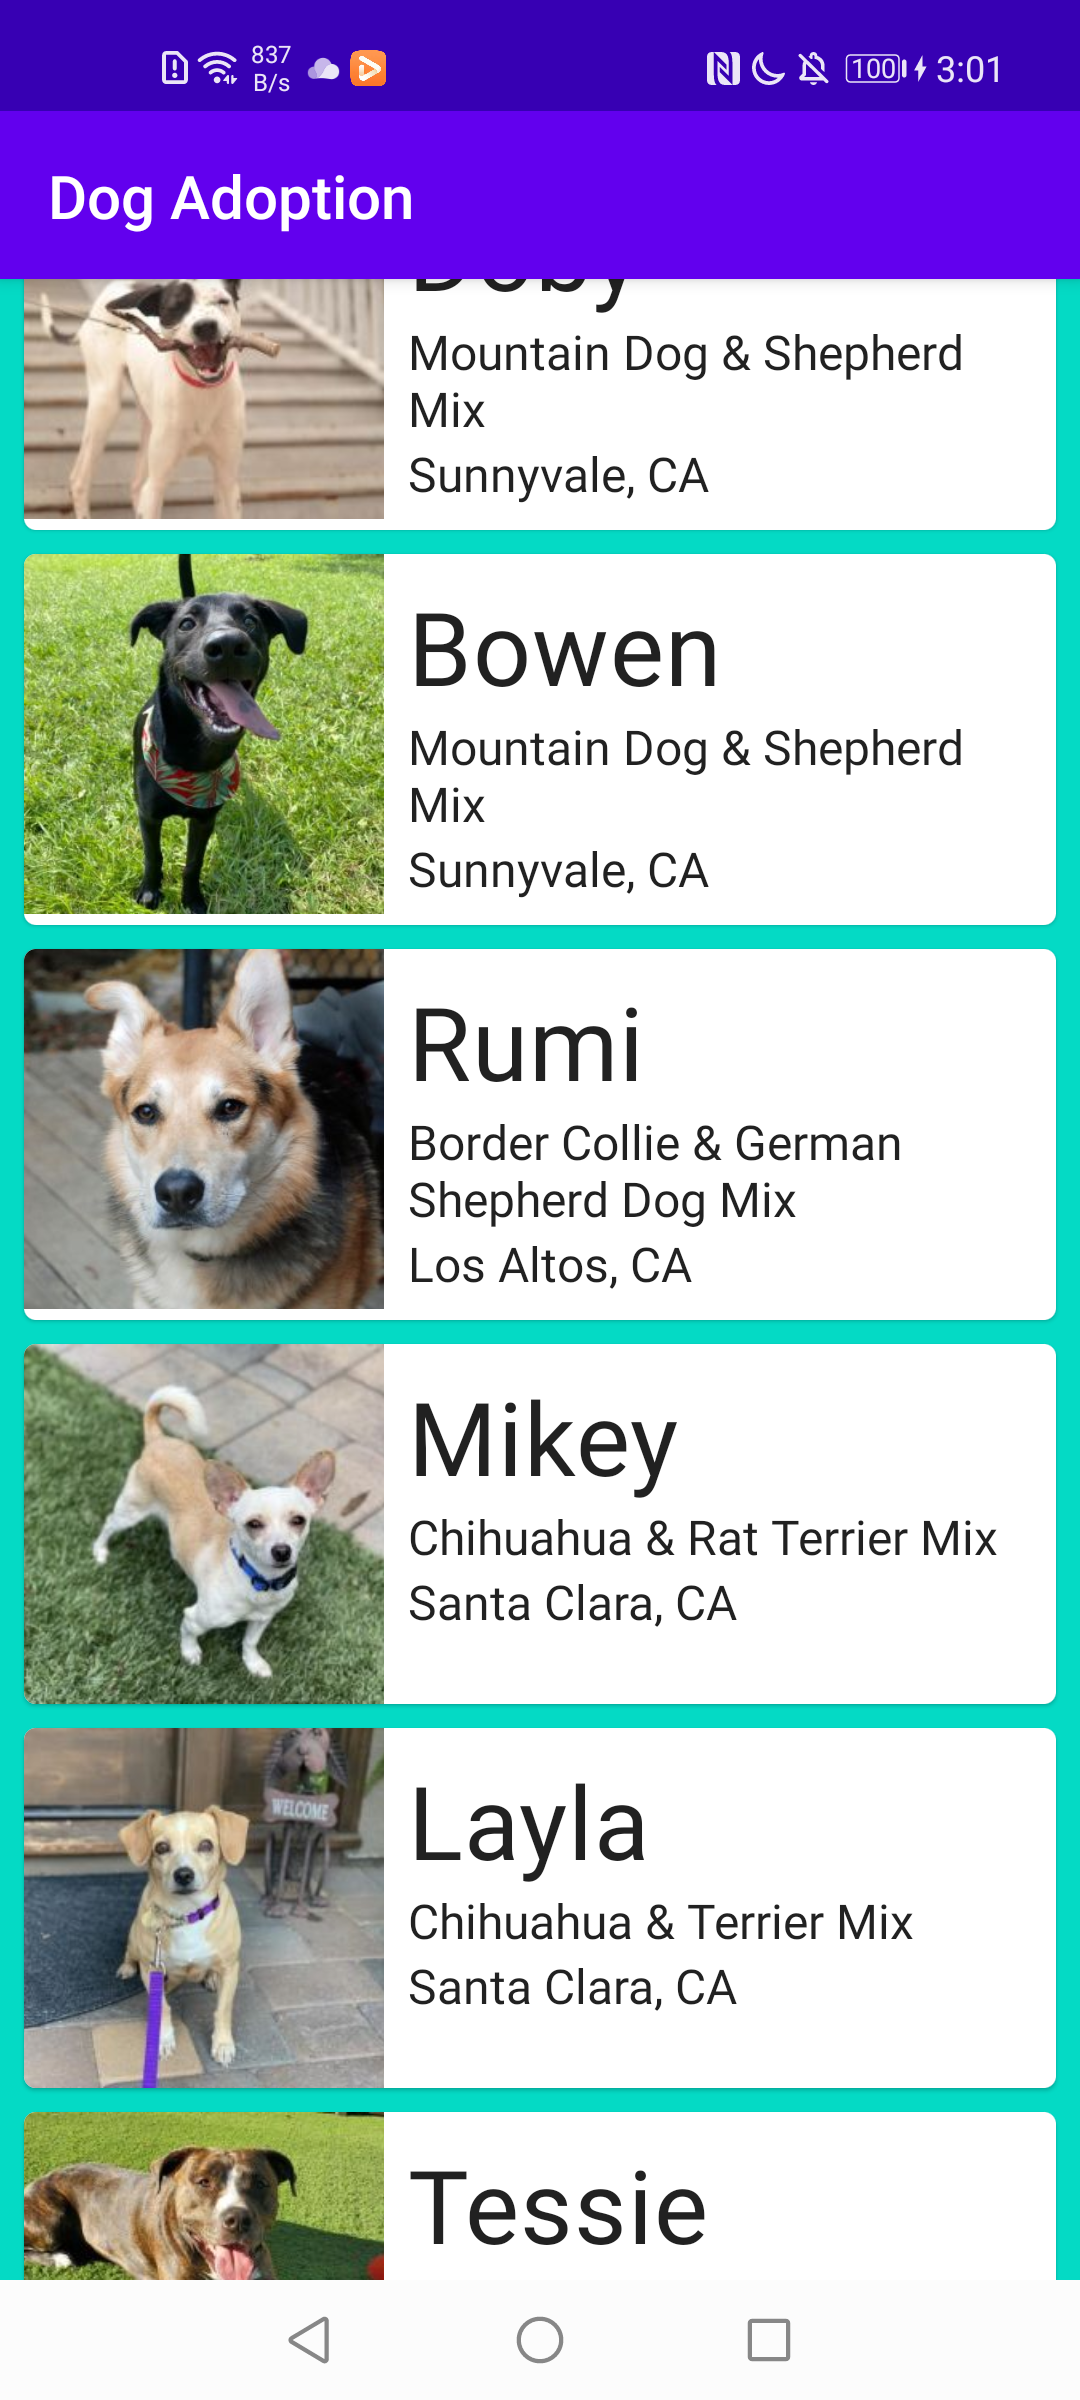 837
B/s
100
3:01
Dog Adoption
Mountain Dog & Shepherd
Mix
Sunnyvale, CA
Bowen
Mountain Dog & Shepherd
Mix
Sunnyvale, CA
Rumi
Border Collie & German
Shepherd Dog Mix
Los Altos, CA
Mikey
Chihuahua & Rat Terrier Mix
Santa Clara, CA
WELCOME
Layla
Chihuahua & Terrier Mix
Santa Clara, CA
Tessie